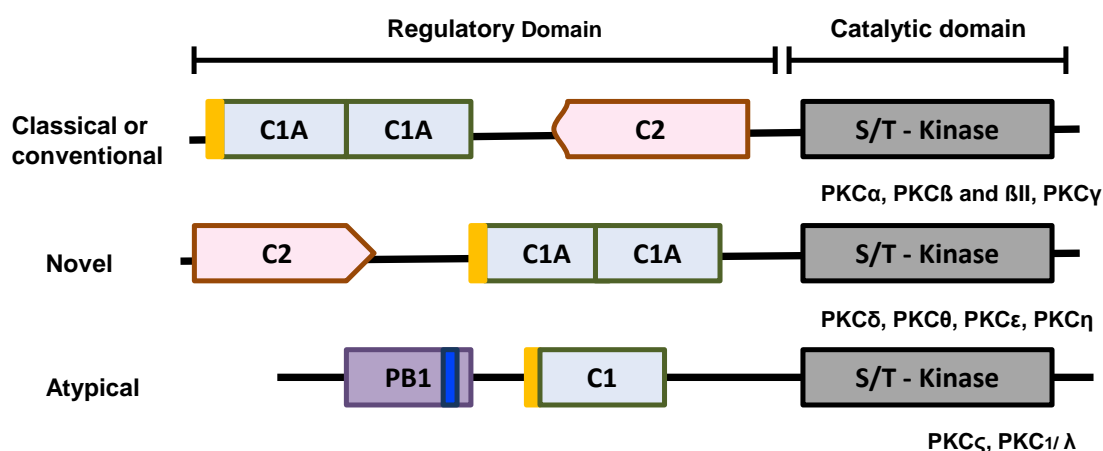 Regulatory Domain
Catalytic domain
Classical or
conventional
C1A
C1A
C2
S/T - Kinase
PKCα, PKCß and ßII, PKCγ
Novel
C2
C1A
C1A
S/T - Kinase
PKCδ, PKCθ, PKCε, PKCη
Atypical
PB1
C1
S/T - Kinase
PKCς, PKC1/ λ